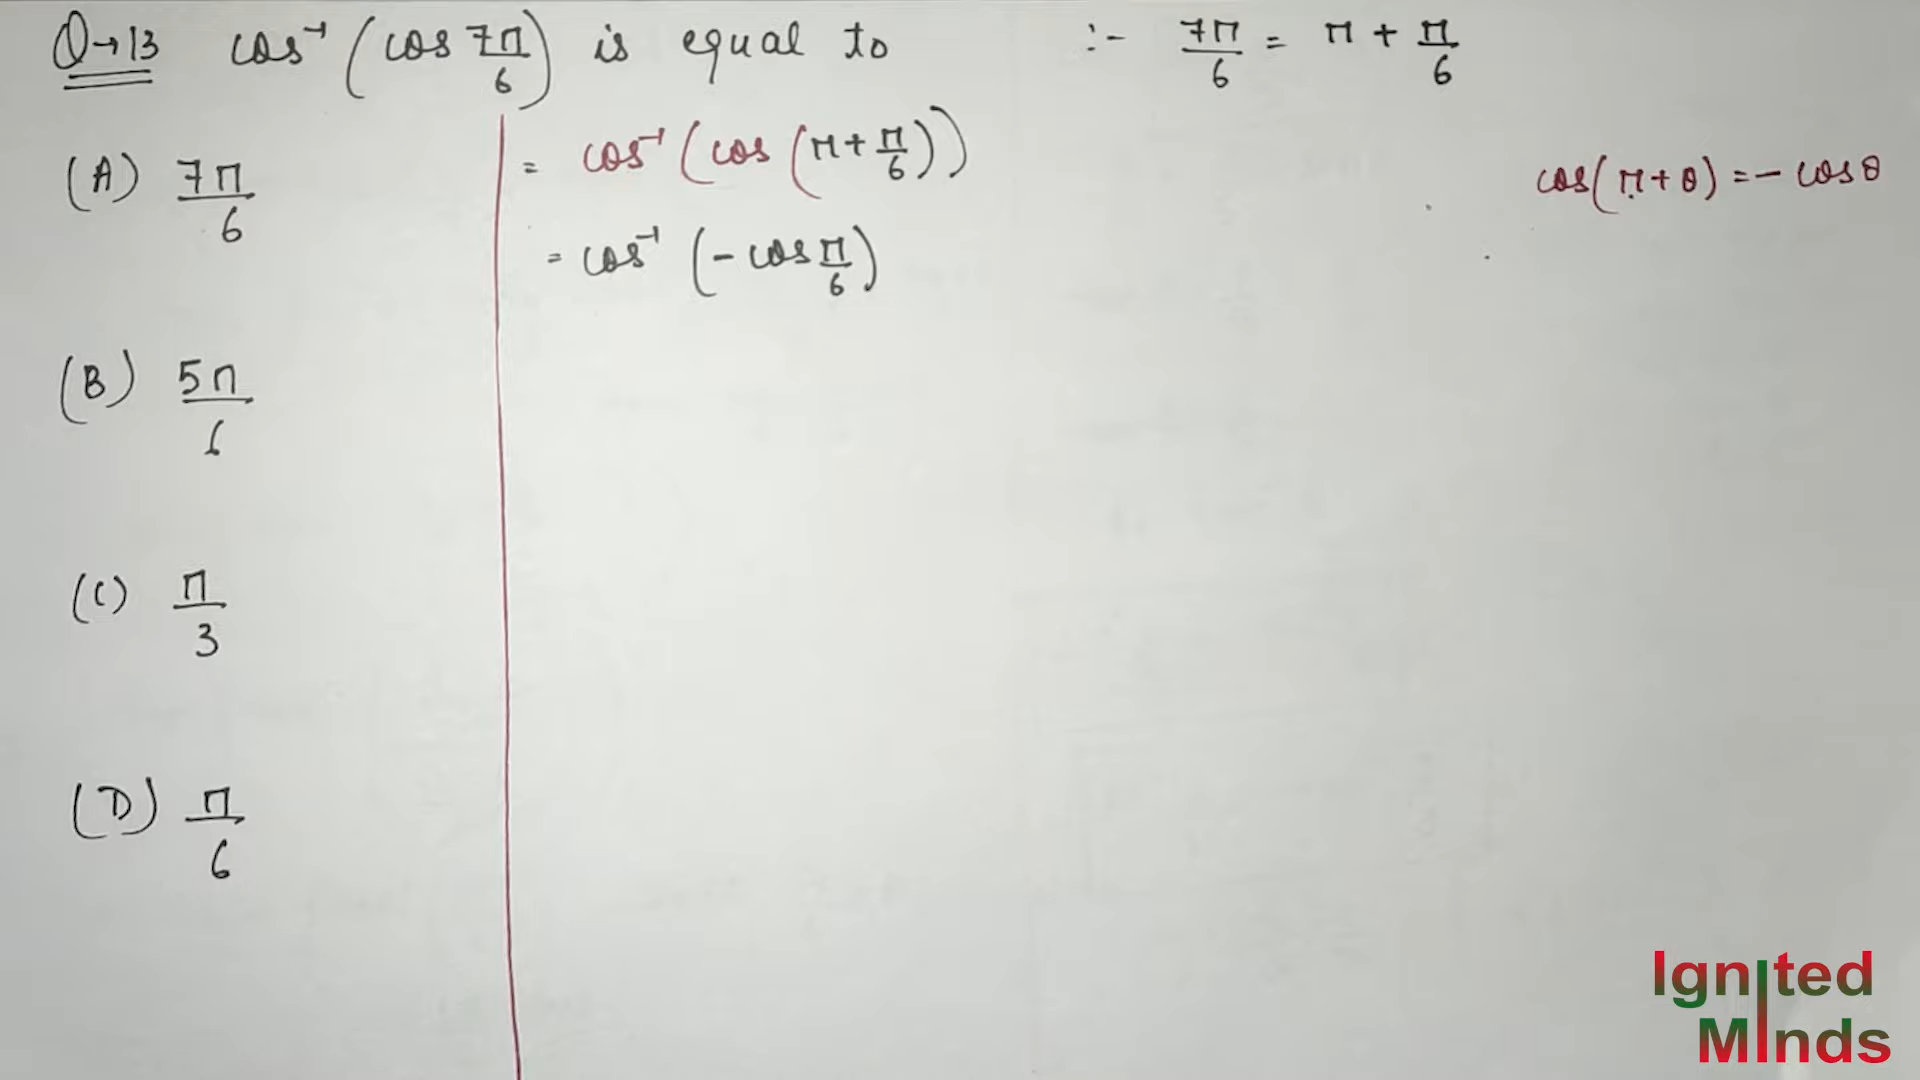 Q→13 cos⁻¹(cos 7π/6) is equal to :- 7π/6 = π + π/6
(A) 7π/6
= cos⁻¹(cos(π+π/6))
cos(π+θ) = - cosθ
= cos⁻¹(-cos π/6)
(B) 5π/6
(C) π/3
(D) π/6
Ignited
Minds